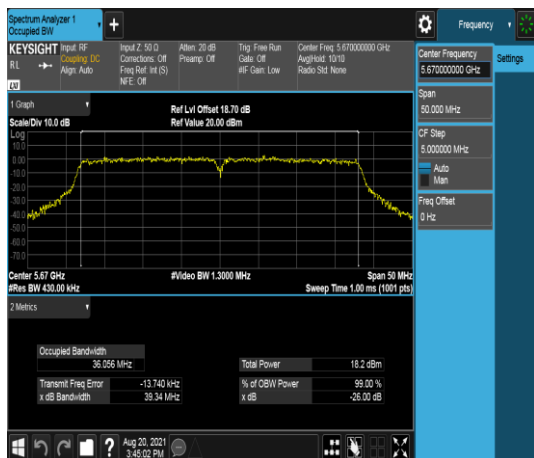 Spectrum Analyzer 1
Occupied BW
+
Frequency
KEYSIGHT
RL
LXI
Input: RF
Coupling: DC
Align: Auto
Input Z: 50 Ω
Corrections: Off
Freq Ref: Int (S)
NFE: Off
Atten: 20 dB
Preamp: Off
Trig: Free Run
Gate: Off
#IF Gain: Low
Center Freq: 5.670000000 GHz
Avg|Hold: 10/10
Radio Std: None
Center Frequency
5.670000000 GHz
Settings
Span
50.000 MHz
CF Step
5.000000 MHz
Auto
Man
Freq Offset
0 Hz
1 Graph
Scale/Div 10.0 dB
Ref Lvl Offset 18.70 dB
Ref Value 20.00 dBm
Log
10.0
0.00
-10.0
-20.0
-30.0
-40.0
-50.0
-60.0
-70.0
Center 5.67 GHz
#Res BW 430.00 kHz
#Video BW 1.3000 MHz
Span 50 MHz
Sweep Time 1.00 ms (1001 pts)
2 Metrics
Occupied Bandwidth
36.056 MHz
Total Power 18.2 dBm
Transmit Freq Error -13.740 kHz
% of OBW Power 99.00 %
x dB Bandwidth 39.34 MHz
x dB -26.00 dB
?
Aug 20, 2021
3:45:02 PM